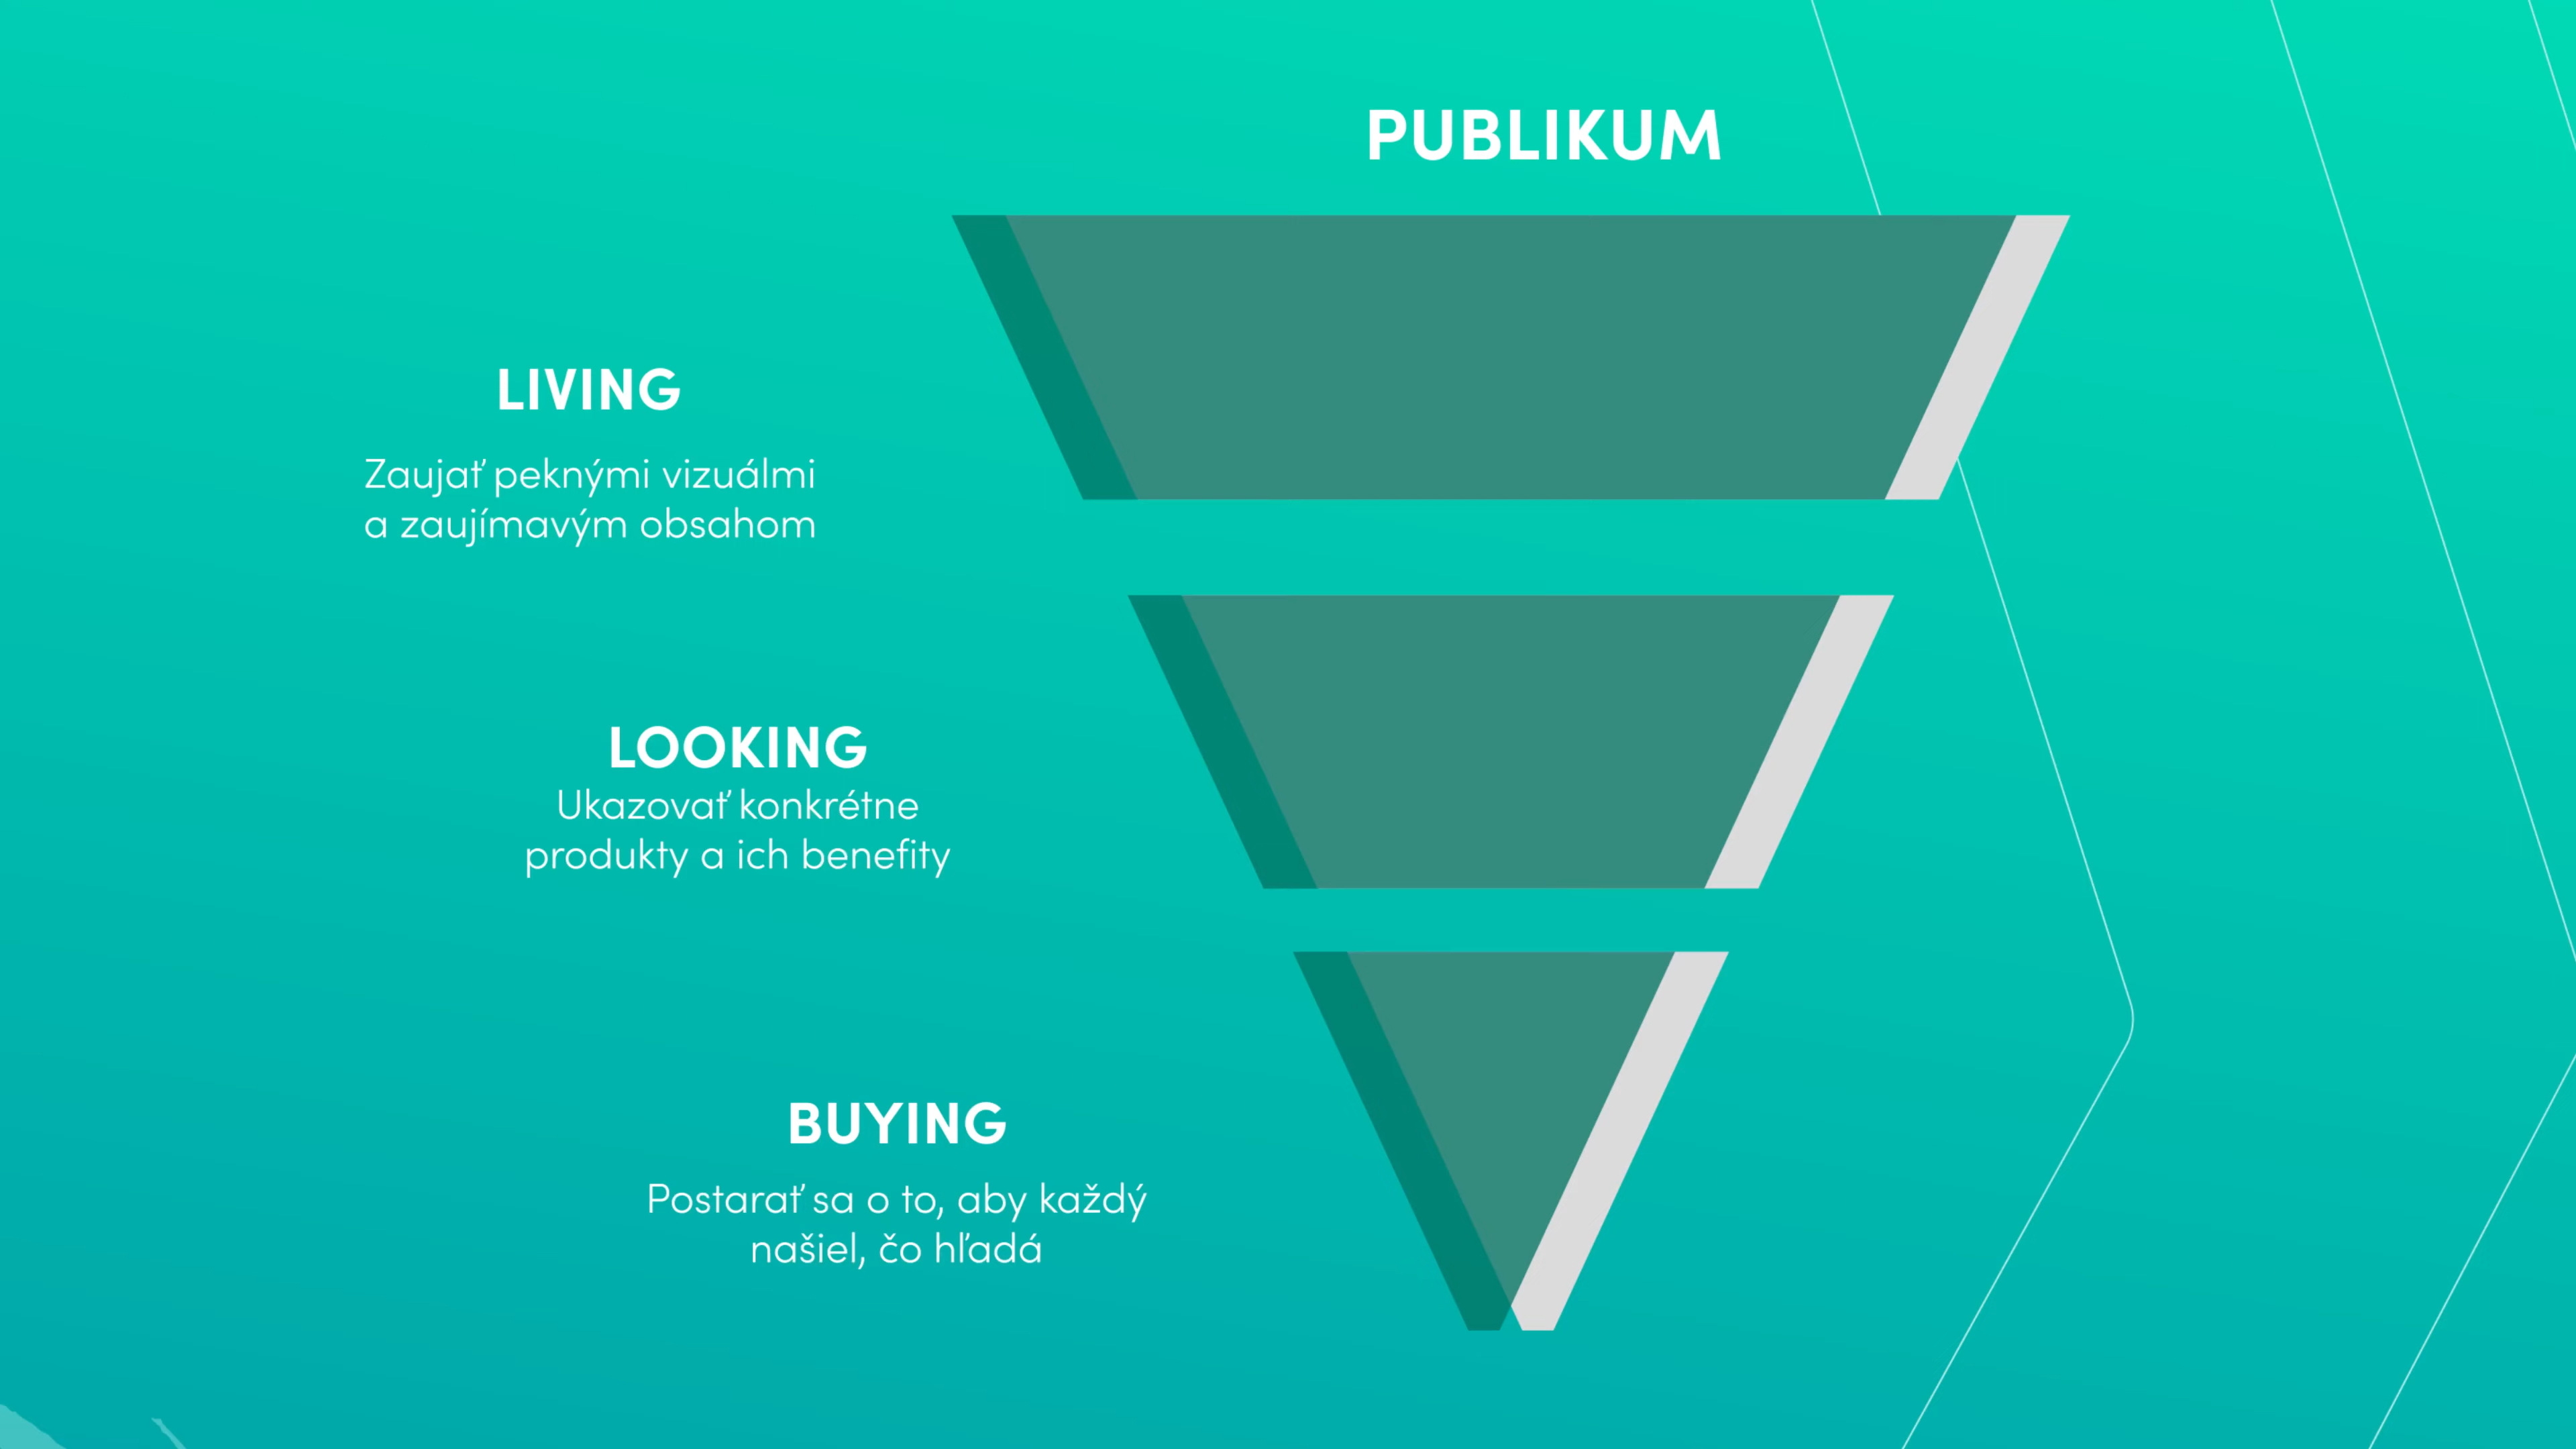 PUBLIKUM
LIVING
Zaujať peknými vizuálmi
a zaujímavým obsahom
LOOKING
Ukazovať konkrétne
produkty a ich benefity
BUYING
Postarať sa o to, aby každý
našiel, čo hľadá